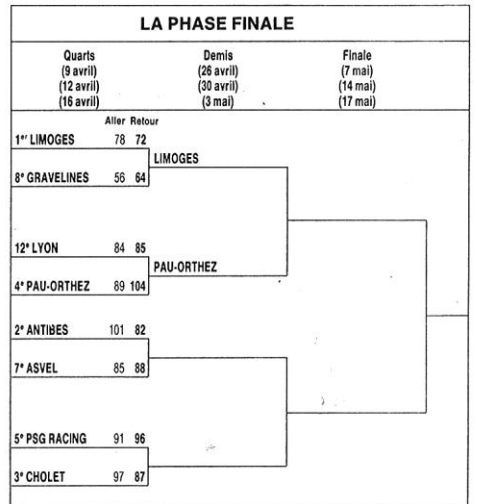 LA PHASE FINALE
Quarts Demis Finale
(9 avril) (26 avril) (7 mai)
(12 avril) (30 avril) (14 mai)
(16 avril) (3 mai) (17 mai)
Aller Retour
1er LIMOGES 78 72
LIMOGES
8e GRAVELINES 56 64
12e LYON 84 85
PAU-ORTHEZ
4e PAU-ORTHEZ 89 104
2e ANTIBES 101 82
7e ASVEL 85 88
5e PSG RACING 91 96
3e CHOLET 97 87